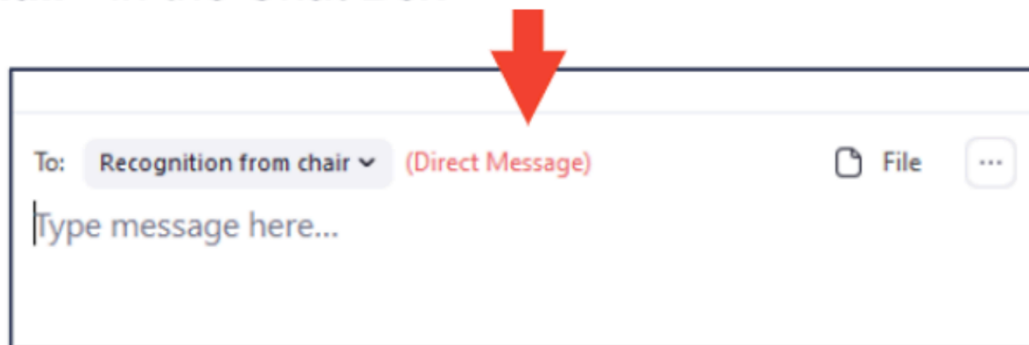 To: Recognition from chair (Direct Message) File ...
Type message here...